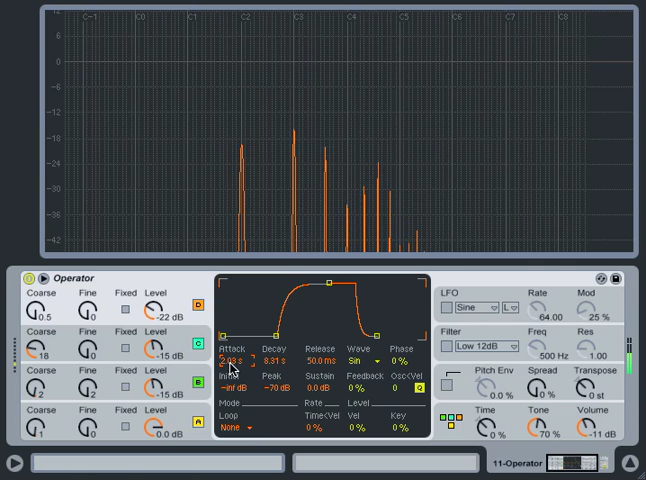 C-1 C0 C1 C2 C3 C4 C5 C6 C7 C8
12
6
0
-6
-12
-18
-24
-30
-36
-42
Operator
Coarse Fine Fixed Level
0.5 0 -22 dB D
Coarse Fine Fixed Level
18 0 -15 dB C
Coarse Fine Fixed Level
2 0 -15 dB B
Coarse Fine Fixed Level
1 0 0.0 dB A
Attack Decay Release Wave Phase
2.03 s 50.0 ms Sin 0 %
Peak Sustain Feedback Osc<Vel
-inf dB -70 dB 0.0 dB 0 % 0 Q
Mode Rate Level
Loop Time<Vel Vel Key
None 0 % 0 % 0 %
LFO Rate Mod
Sine L 64.00 25 %
Filter Freq Res
Low 12dB 500 Hz 1.00
Pitch Env Spread Transpose
0.0 % 0 % 0 st
Time Tone Volume
0 % 70 % -11 dB
11-Operator